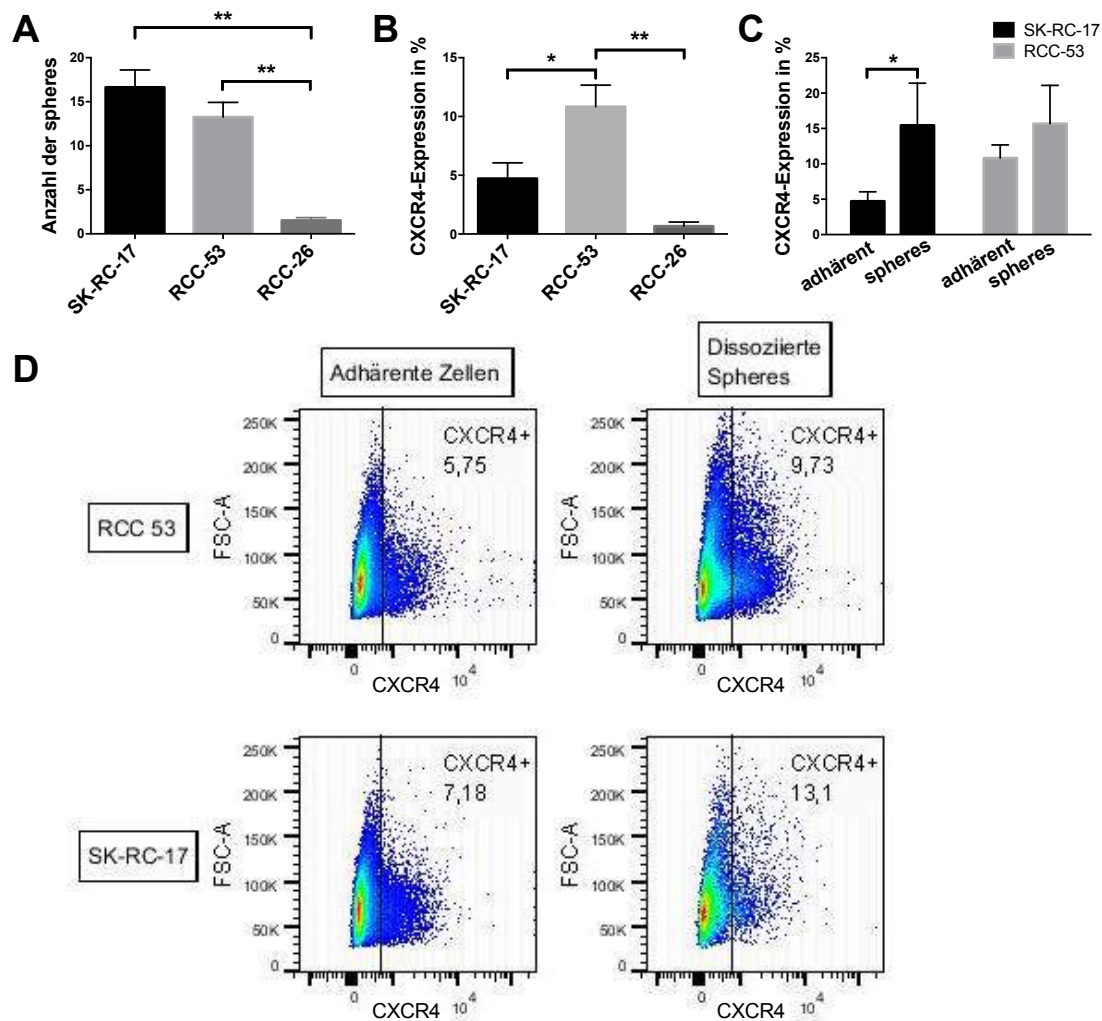 A
**
**
Anzahl der spheres
20
15
10
5
0
SK-RC-17
RCC-53
RCC-26
B
*
**
CXCR4-Expression in %
15
10
5
0
SK-RC-17
RCC-53
RCC-26
C
SK-RC-17
RCC-53
*
CXCR4-Expression in %
25
20
15
10
5
0
adhärent
spheres
adhärent
spheres
D
Adhärente Zellen
Dissoziierte
Spheres
RCC 53
FSC-A
250K
200K
150K
100K
50K
0
CXCR4+
5,75
0
10^4
CXCR4
FSC-A
250K
200K
150K
100K
50K
0
CXCR4+
9,73
0
10^4
CXCR4
SK-RC-17
FSC-A
250K
200K
150K
100K
50K
0
CXCR4+
7,18
0
10^4
CXCR4
FSC-A
250K
200K
150K
100K
50K
0
CXCR4+
13,1
0
10^4
CXCR4